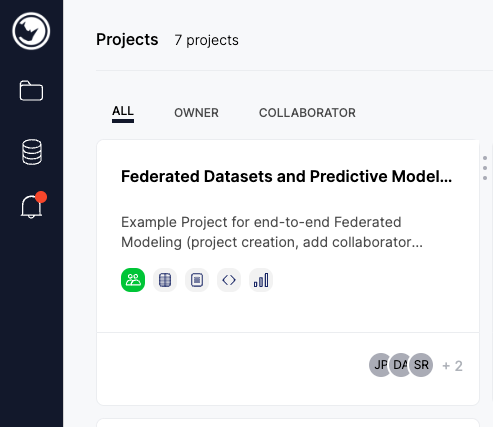 Projects 7 projects
ALL OWNER COLLABORATOR
Federated Datasets and Predictive Model...
Example Project for end-to-end Federated
Modeling (project creation, add collaborator...
JP DA SR + 2